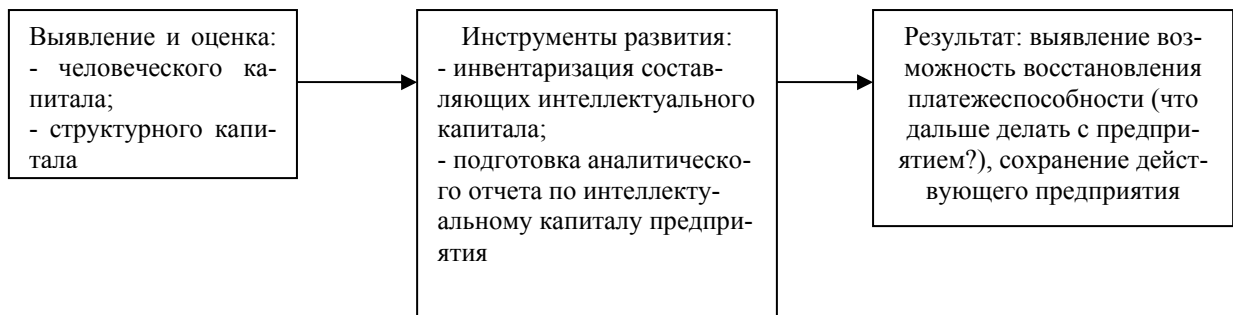 Выявление и оценка:
- человеческого ка-
питала;
- структурного капи-
тала
Инструменты развития:
- инвентаризация состав-
ляющих интеллектуального
капитала;
- подготовка аналитическо-
го отчета по интеллекту-
альному капиталу предпри-
ятия
Результат: выявление воз-
можность восстановления
платежеспособности (что
дальше делать с предпри-
ятием?), сохранение дейст-
вующего предприятия